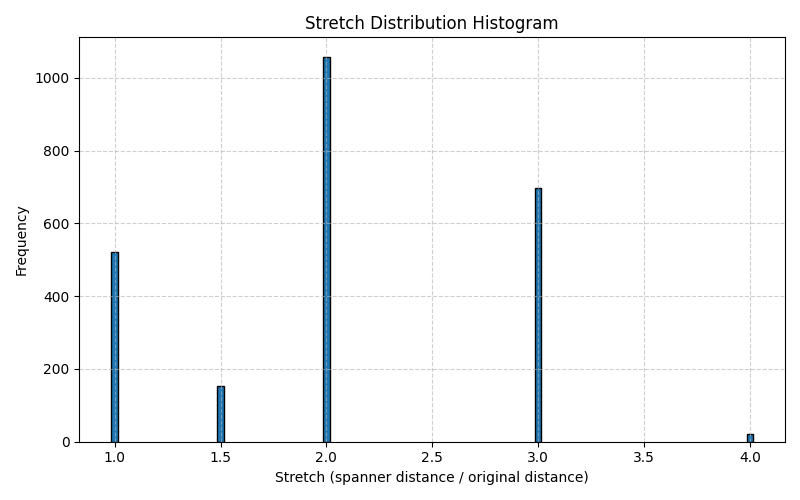 Stretch Distribution Histogram
Frequency
1000
800
600
400
200
0
1.0 1.5 2.0 2.5 3.0 3.5 4.0
Stretch (spanner distance / original distance)